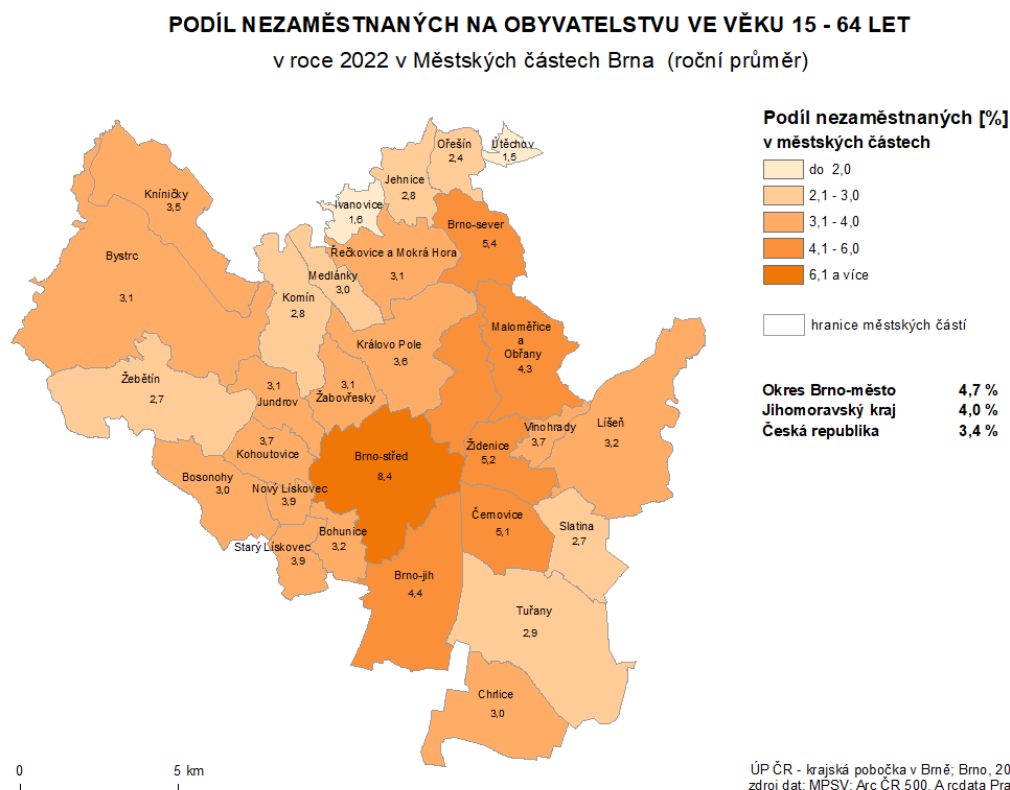 PODÍL NEZAMĚSTNANÝCH NA OBYVATELSTVU VE VĚKU 15 - 64 LET
v roce 2022 v Městských částech Brna (roční průměr)
Podíl nezaměstnaných [%]
v městských částech
do 2,0
2,1 - 3,0
3,1 - 4,0
4,1 - 6,0
6,1 a více
hranice městských částí
Okres Brno-město 4,7 %
Jihomoravský kraj 4,0 %
Česká republika 3,4 %
Útěchov
1,5
Ořešín
2,4
Jehnice
2,8
Ivanovice
1,6
Kníničky
3,5
Brno-sever
5,4
Řečkovice a Mokrá Hora
3,1
Bystrc
3,1
Medlánky
3,0
Komín
2,8
Maloměřice
a
Obřany
4,3
Královo Pole
3,6
Žebětín
2,7
3,1
Jundrov
3,1
Žabovřesky
Vinohrady
3,7
Líšeň
3,2
3,7
Kohoutovice
Brno-střed
8,4
Židenice
5,2
Bosonohy
3,0
Nový Lískovec
3,9
Černovice
5,1
Slatina
2,7
Starý Lískovec
3,9
Bohunice
3,2
Brno-jih
4,4
Tuřany
2,9
Chrlice
3,0
0 5 km
ÚP ČR - krajská pobočka v Brně; Brno, 20
zdroj dat: MPSV; Arc ČR 500, Arcdata Pra